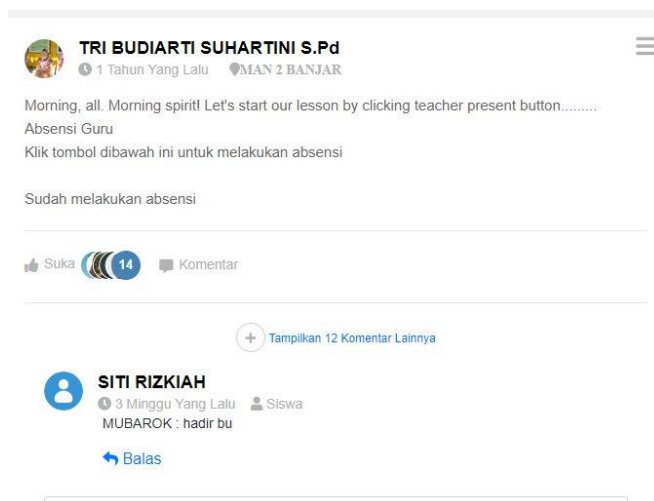 TRI BUDIARTI SUHARTINI S.Pd
1 Tahun Yang Lalu MAN 2 BANJAR
Morning, all. Morning spirit! Let's start our lesson by clicking teacher present button.........
Absensi Guru
Klik tombol dibawah ini untuk melakukan absensi
Sudah melakukan absensi
Suka 14 Komentar
+ Tampilkan 12 Komentar Lainnya
SITI RIZKIAH
3 Minggu Yang Lalu Siswa
MUBAROK : hadir bu
Balas